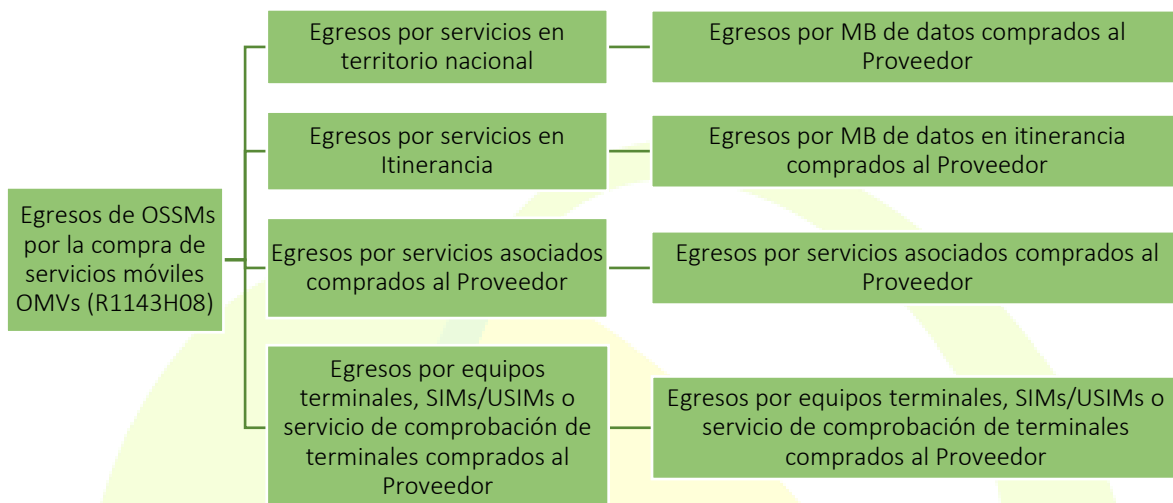 Egresos de OSSMs
por la compra de
servicios móviles
OMVs (R1143H08)
Egresos por servicios en
territorio nacional
Egresos por MB de datos comprados al
Proveedor
Egresos por servicios en
Itinerancia
Egresos por MB de datos en itinerancia
comprados al Proveedor
Egresos por servicios asociados
comprados al Proveedor
Egresos por servicios asociados comprados al
Proveedor
Egresos por equipos
terminales, SIMs/USIMs o
servicio de comprobación de
terminales comprados al
Proveedor
Egresos por equipos terminales, SIMs/USIMs o
servicio de comprobación de terminales
comprados al Proveedor